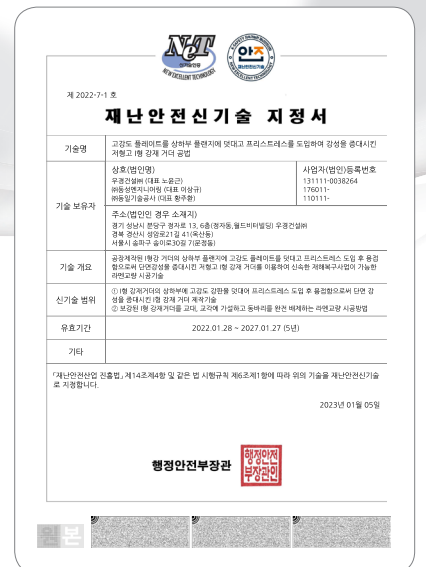 NeT
신기술인증
NEW EXCELLENT TECHNOLOGY
안조
재난안전신기술
제 2022-7-1 호
재난안전신기술 지정서
기술명
고강도 플레이트를 상하부 플랜지에 덧대고 프리스트레스를 도입하여 강성을 증대시킨
저형고 I형 강재 거더 공법
기술 보유자
상호(법인명)
사업자(법인)등록번호
우경건설㈜ (대표 노윤근)
131111-0038264
㈜동성엔지니어링 (대표 이상규)
176011-
㈜동일기술공사 (대표 황주환)
110111-
주소(법인인 경우 소재지)
경기 성남시 분당구 정자로 13, 6층(정자동,월드비터빌딩) 우경건설㈜
경북 경산시 성암로21길 41(옥산동)
서울시 송파구 송이로30길 7(문정동)
기술 개요
공장제작된 I형강 거더의 상하부 플랜지에 고강도 플레이트를 덧대고 프리스트레스 도입 후 용접
함으로써 단면강성을 증대시킨 저형고 I형 강재 거더를 이용하여 신속한 재해복구사업이 가능한
라멘교량 시공기술
신기술 범위
① I형 강재거더의 상하부에 고강도 강판을 덧대어 프리스트레스 도입 후 용접함으로써 단면 강
성을 증대시킨 I형 강재 거더 제작기술
② 보강된 I형 강재거더를 교대, 교각에 가설하고 동바리를 완전 배제하는 라멘교량 시공방법
유효기간
2022.01.28 ~ 2027.01.27 (5년)
기타
「재난안전산업 진흥법」 제14조제4항 및 같은 법 시행규칙 제6조제1항에 따라 위의 기술을 재난안전신기술
로 지정합니다.
2023년 01월 05일
행정안전부장관
행정안전
부장관인
원본